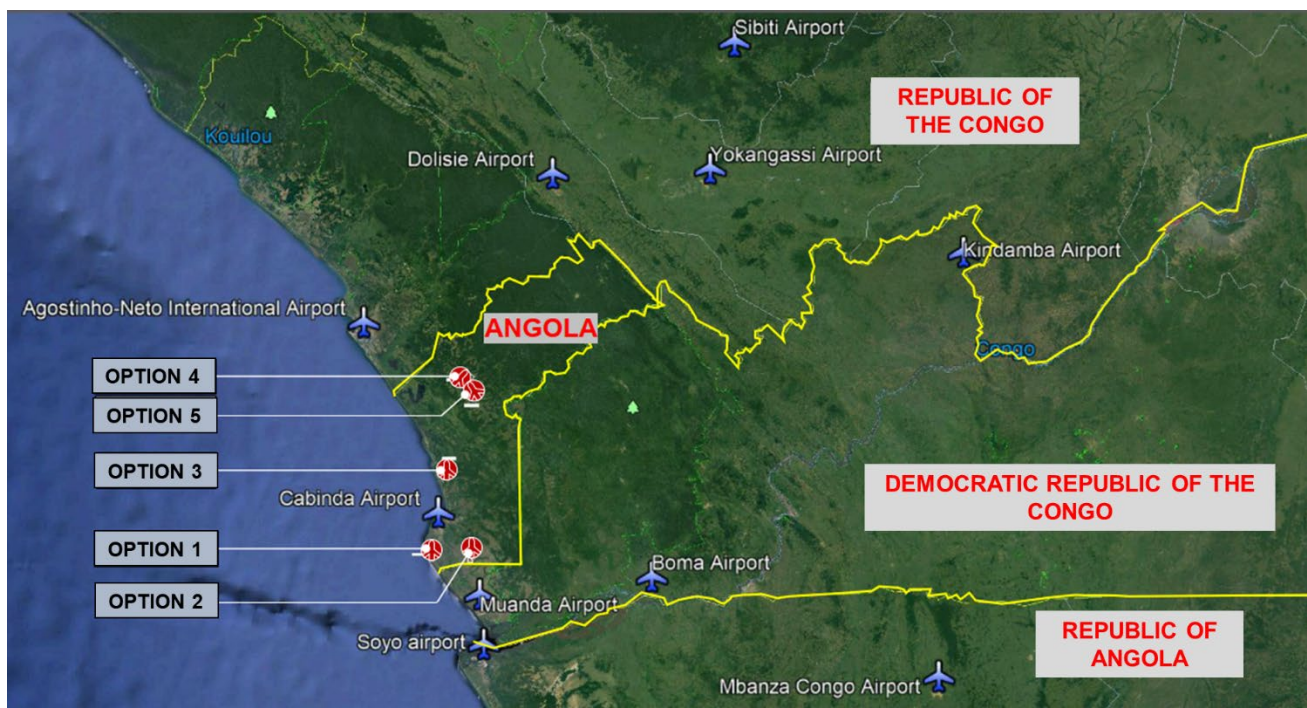 Sibiti Airport
REPUBLIC OF
THE CONGO
Kouilou
Dolisie Airport
Yokangassi Airport
Kindamba Airport
Agostinho-Neto International Airport
ANGOLA
Congo
OPTION 4
OPTION 5
OPTION 3
Cabinda Airport
DEMOCRATIC REPUBLIC OF THE
CONGO
OPTION 1
Boma Airport
OPTION 2
Muanda Airport
Soyo airport
REPUBLIC OF
ANGOLA
Mbanza Congo Airport